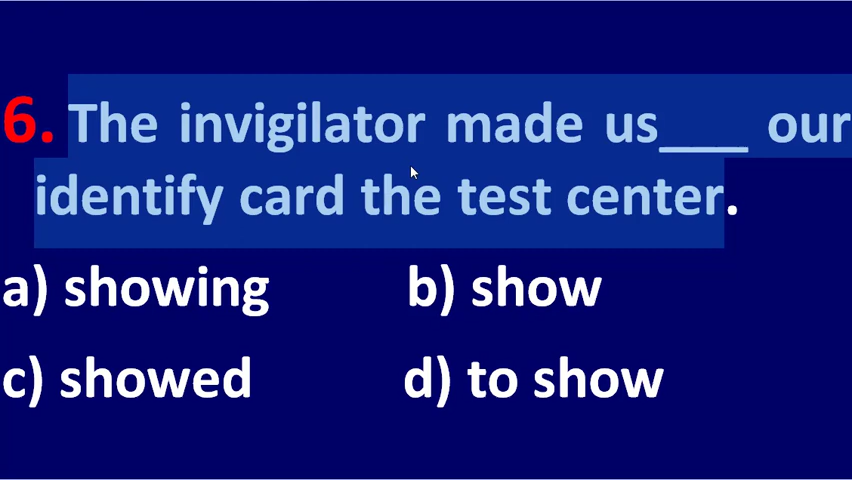 6. The invigilator made us___ our
identify card the test center.
a) showing b) show
c) showed d) to show